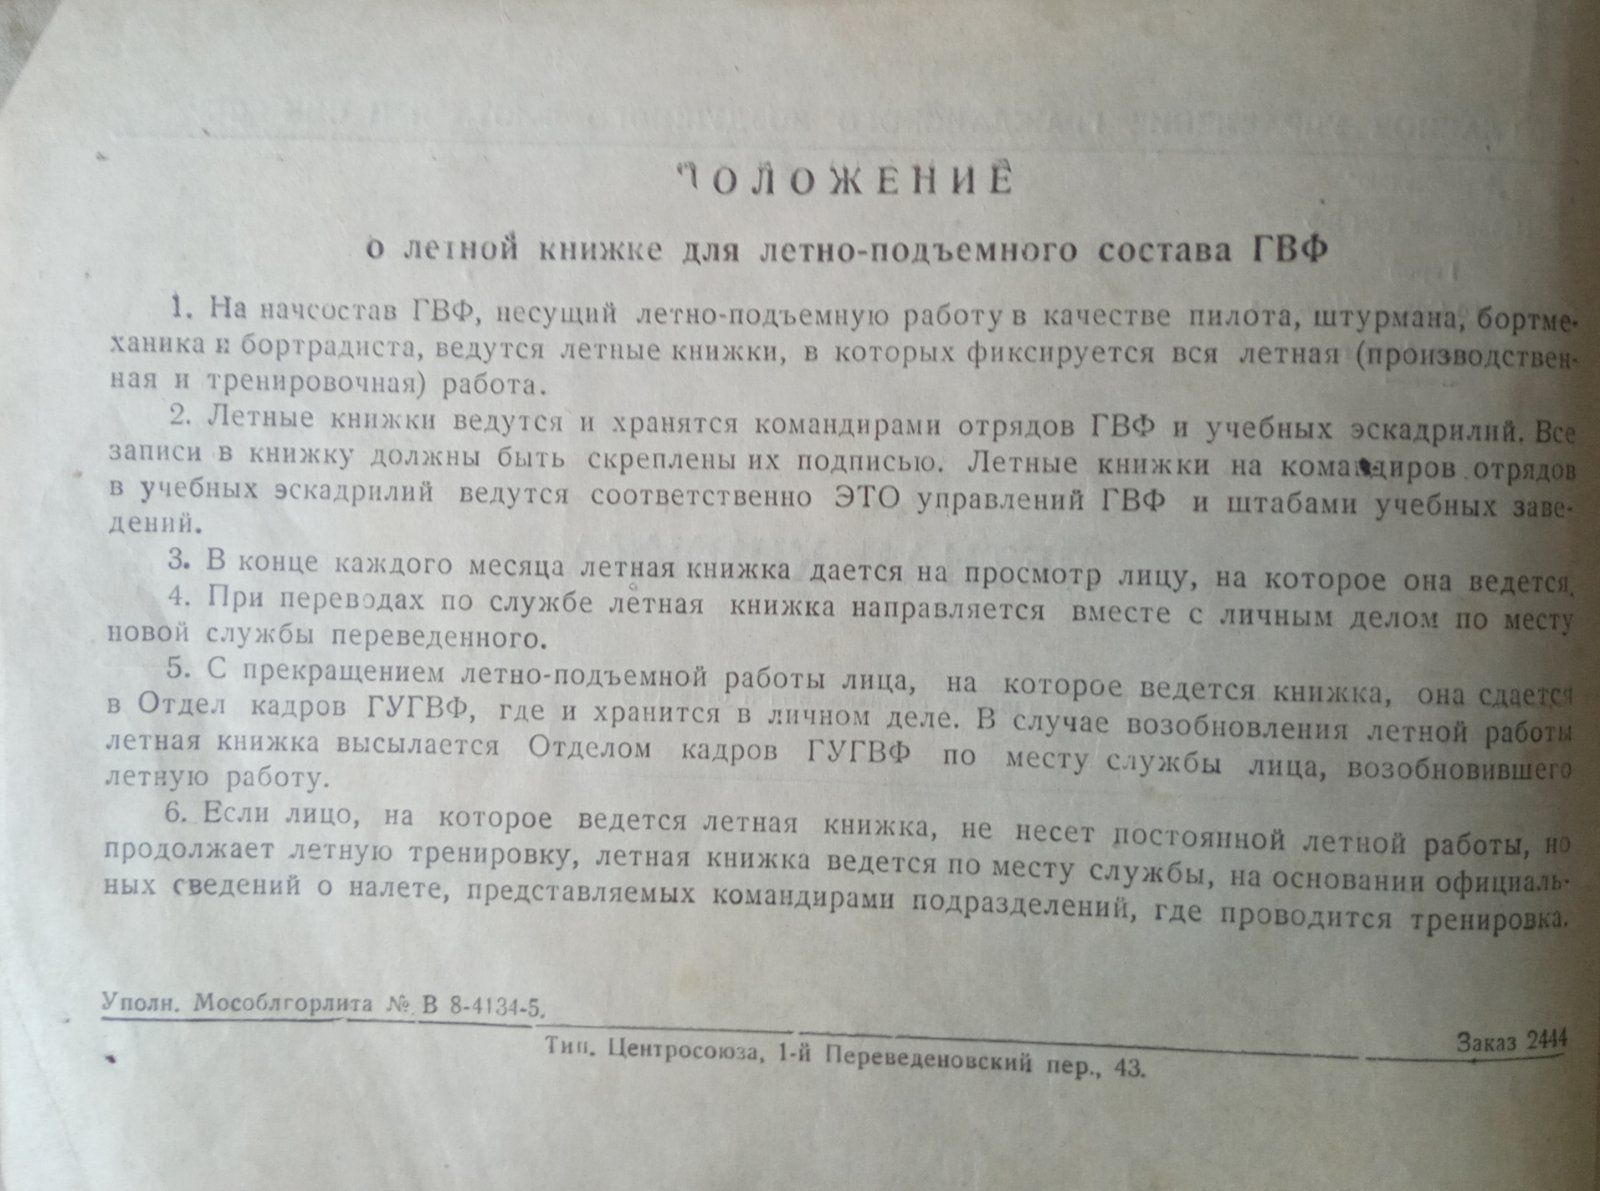 ПОЛОЖЕНИЕ
о летной книжке для летно-подъемного состава ГВФ
1. На начсостав ГВФ, несущий летно-подъемную работу в качестве пилота, штурмана, бортме-
ханика и бортрадиста, ведутся летные книжки, в которых фиксируется вся летная (производствен-
ная и тренировочная) работа.
2. Летные книжки ведутся и хранятся командирами отрядов ГВФ и учебных эскадрилий. Все
записи в книжку должны быть скреплены их подписью. Летные книжки на командиров отрядов
в учебных эскадрилий ведутся соответственно ЭТО управлений ГВФ и штабами учебных заве-
дений.
3. В конце каждого месяца летная книжка дается на просмотр лицу, на которое она ведется.
4. При переводах по службе летная книжка направляется вместе с личным делом по месту
новой службы переведенного.
5. С прекращением летно-подъемной работы лица, на которое ведется книжка, она сдается
в Отдел кадров ГУГВФ, где и хранится в личном деле. В случае возобновления летной работы
летная книжка высылается Отделом кадров ГУГВФ по месту службы лица, возобновившего
летную работу.
6. Если лицо, на которое ведется летная книжка, не несет постоянной летной работы, но
продолжает летную тренировку, летная книжка ведется по месту службы, на основании официаль-
ных сведений о налете, представляемых командирами подразделений, где проводится тренировка.
Уполн. Мособлгорлита № В 8-4134-5.
Заказ 2444
Тип. Центросоюза, 1-й Переведеновский пер., 43.